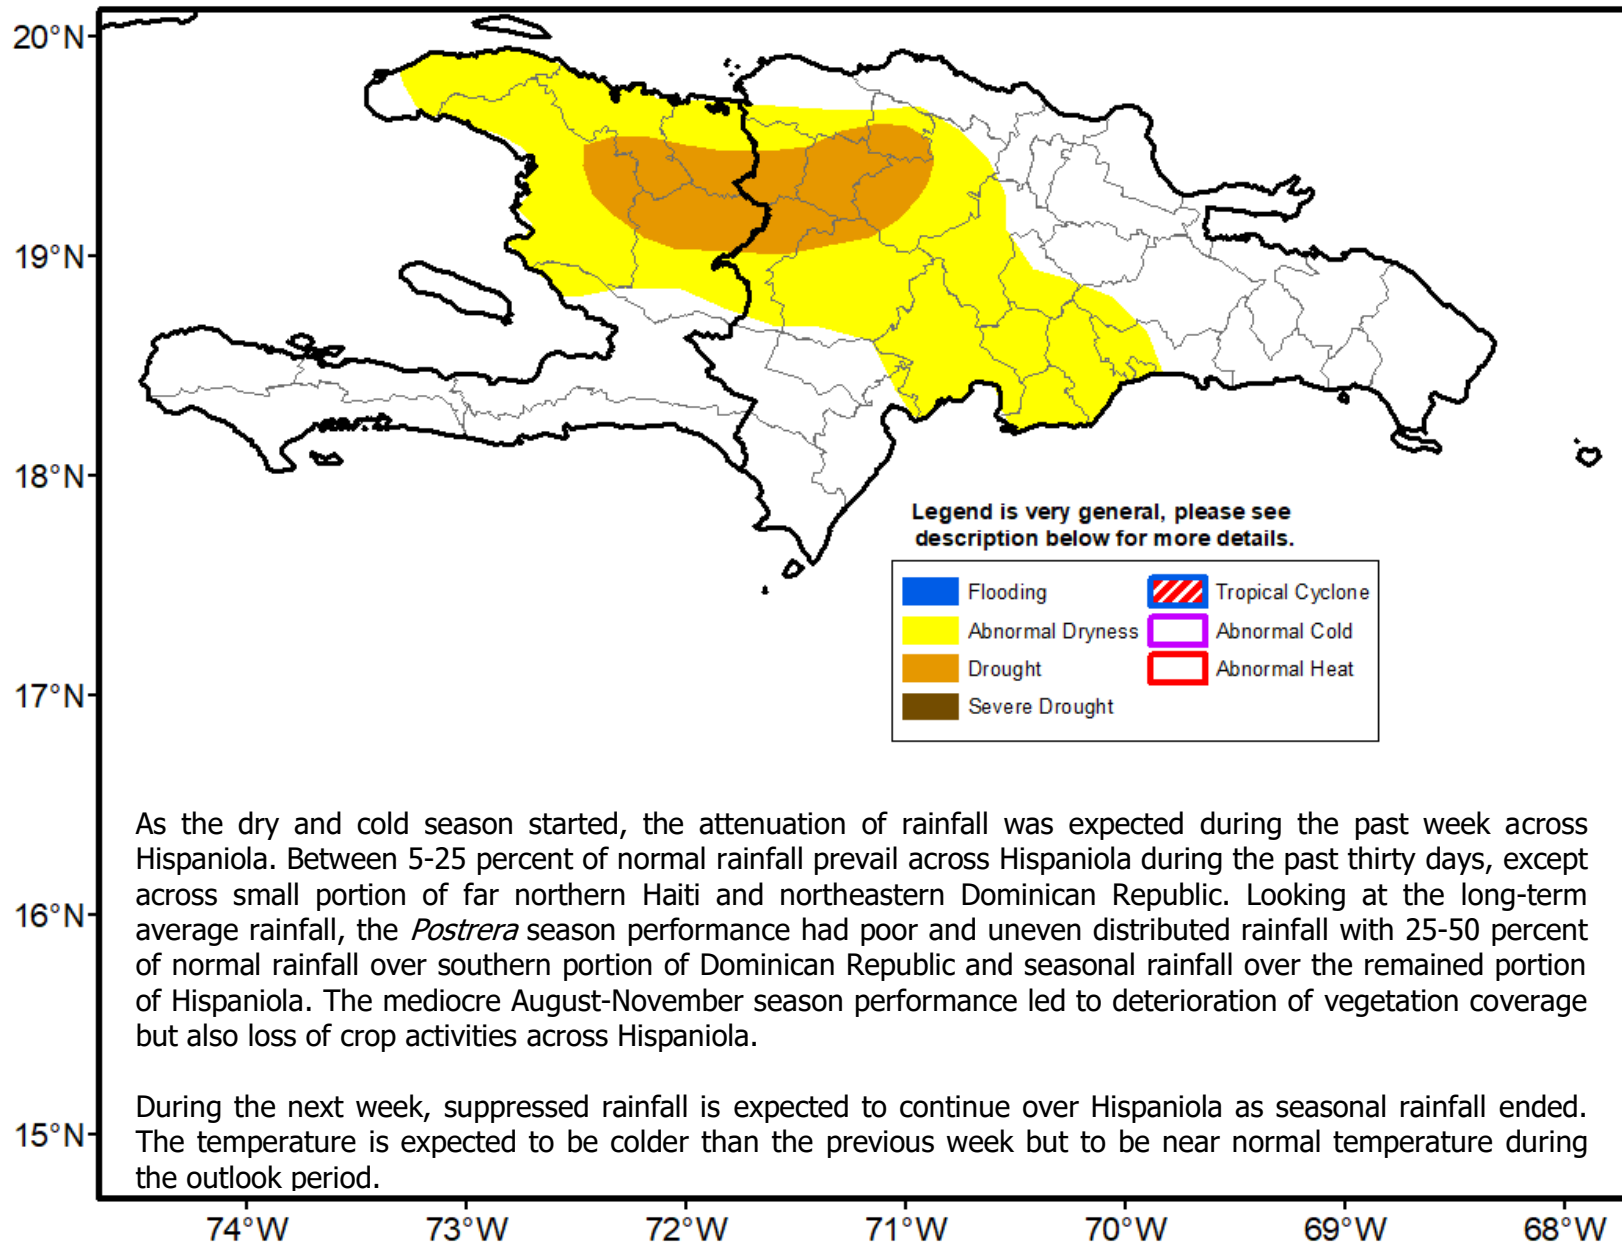 20°N
19°N
18°N
17°N
16°N
15°N
Legend is very general, please see
description below for more details.
Flooding
Tropical Cyclone
Abnormal Dryness
Abnormal Cold
Drought
Abnormal Heat
Severe Drought
As the dry and cold season started, the attenuation of rainfall was expected during the past week across
Hispaniola. Between 5-25 percent of normal rainfall prevail across Hispaniola during the past thirty days, except
across small portion of far northern Haiti and northeastern Dominican Republic. Looking at the long-term
average rainfall, the Postrera season performance had poor and uneven distributed rainfall with 25-50 percent
of normal rainfall over southern portion of Dominican Republic and seasonal rainfall over the remained portion
of Hispaniola. The mediocre August-November season performance led to deterioration of vegetation coverage
but also loss of crop activities across Hispaniola.
During the next week, suppressed rainfall is expected to continue over Hispaniola as seasonal rainfall ended.
The temperature is expected to be colder than the previous week but to be near normal temperature during
the outlook period.
74°W 73°W 72°W 71°W 70°W 69°W 68°W